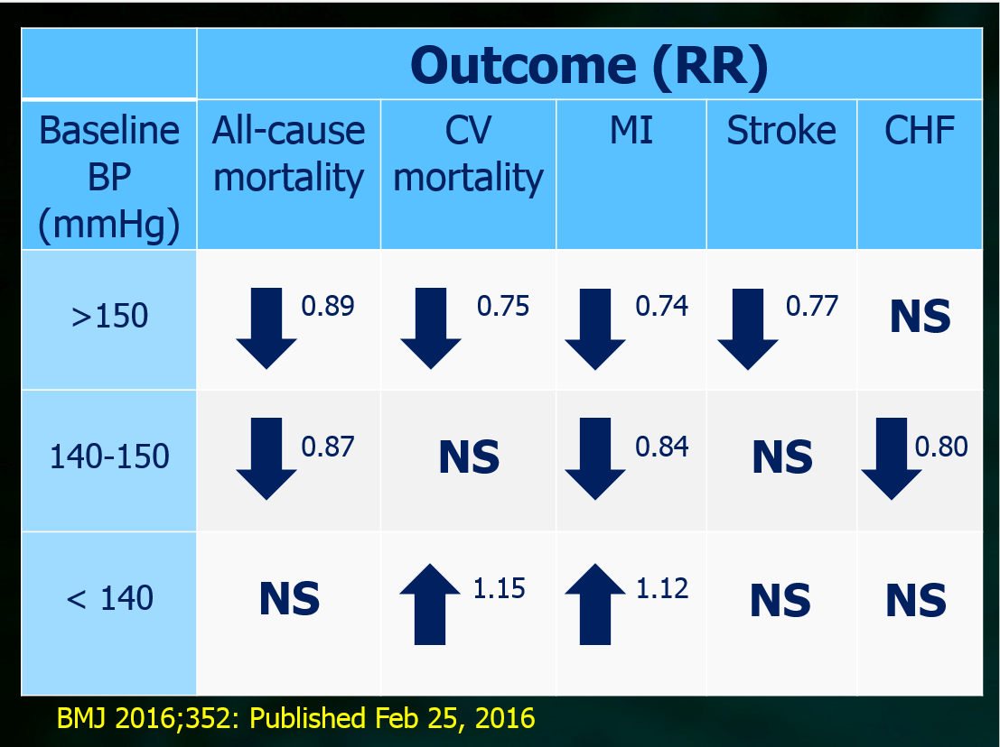 Outcome (RR)
Baseline
BP
(mmHg)
All-cause
mortality
CV
mortality
MI
Stroke
CHF
>150
0.89
0.75
0.74
0.77
NS
140-150
0.87
NS
0.84
NS
0.80
< 140
NS
1.15
1.12
NS
NS
BMJ 2016;352: Published Feb 25, 2016